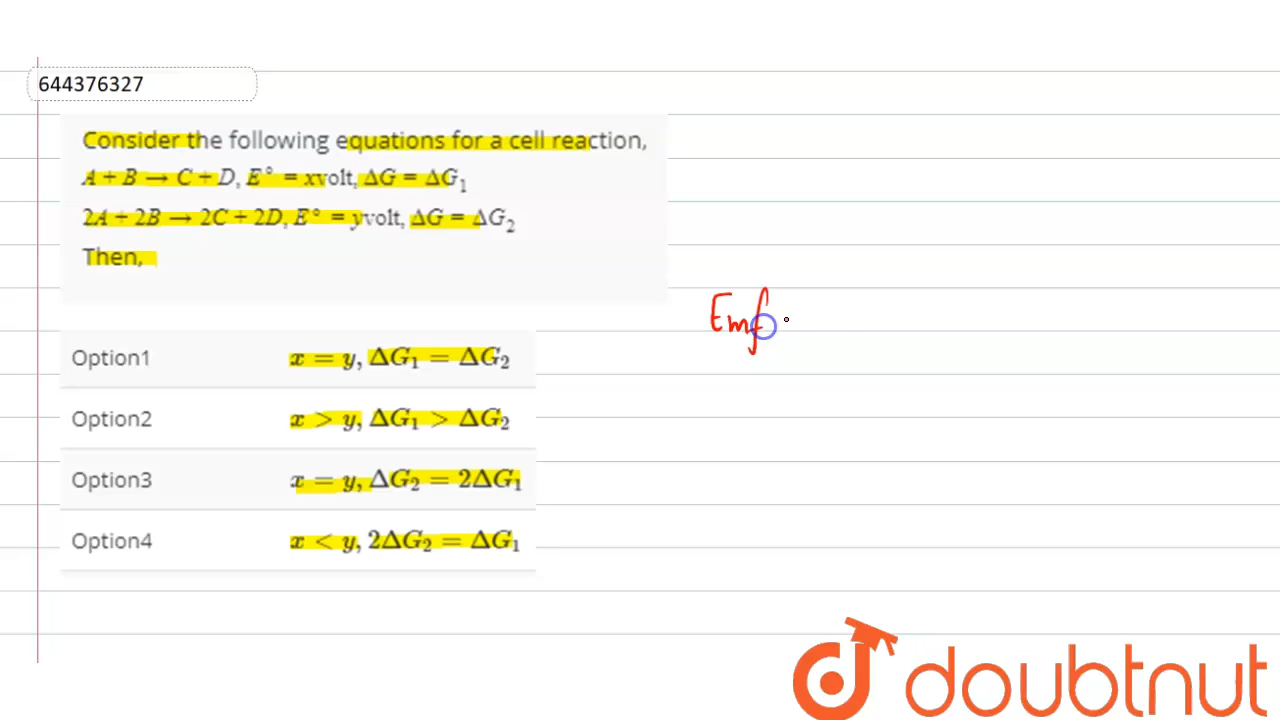 644376327
Consider the following equations for a cell reaction,
A + B → C + D, E° = xvolt, ΔG = ΔG₁
2A + 2B → 2C + 2D, E° = yvolt, ΔG = ΔG₂
Then,
Emf
Option1 x = y, ΔG₁ = ΔG₂
Option2 x > y, ΔG₁ > ΔG₂
Option3 x = y, ΔG₂ = 2ΔG₁
Option4 x < y, 2ΔG₂ = ΔG₁
doubtnut